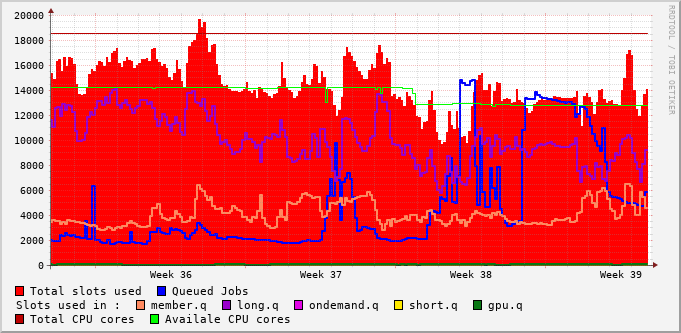 20000
18000
16000
14000
12000
10000
8000
6000
4000
2000
0
Week 36 Week 37 Week 38 Week 39
Total slots used Queued Jobs
Slots used in : member.q long.q ondemand.q short.q gpu.q
Total CPU cores Availale CPU cores
RRDTOOL / TOBI OETIKER